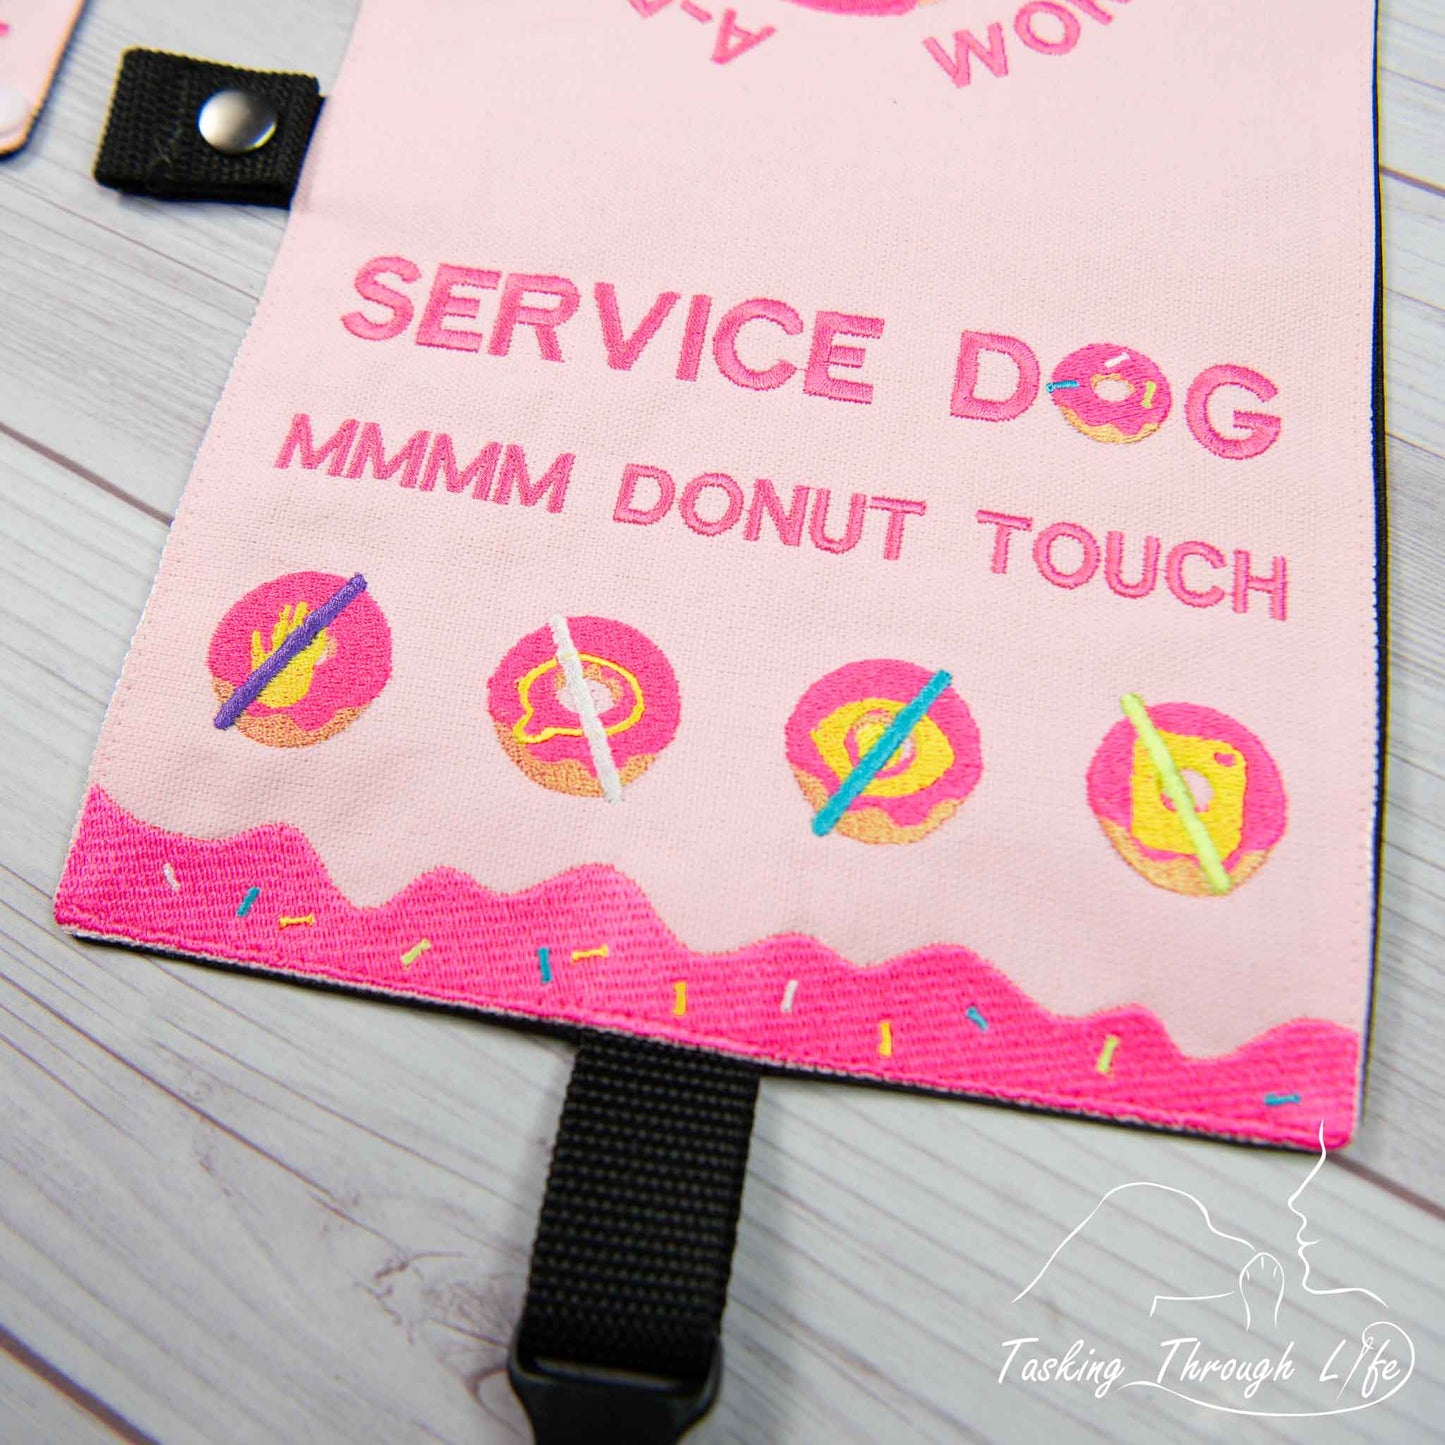 SERVICE DOG
MMMM DONUT TOUCH
Tasking Through Life